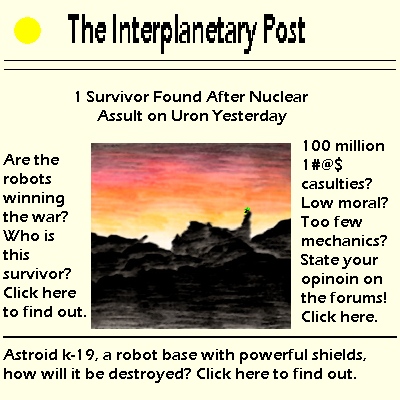 The Interplanetary Post
1 Survivor Found After Nuclear
Assult on Uron Yesterday
Are the
robots
winning
the war?
Who is
this
survivor?
Click here
to find out.
100 million
1#@$
casulties?
Low moral?
Too few
mechanics?
State your
opinoin on
the forums!
Click here.
Astroid k-19, a robot base with powerful shields,
how will it be destroyed? Click here to find out.